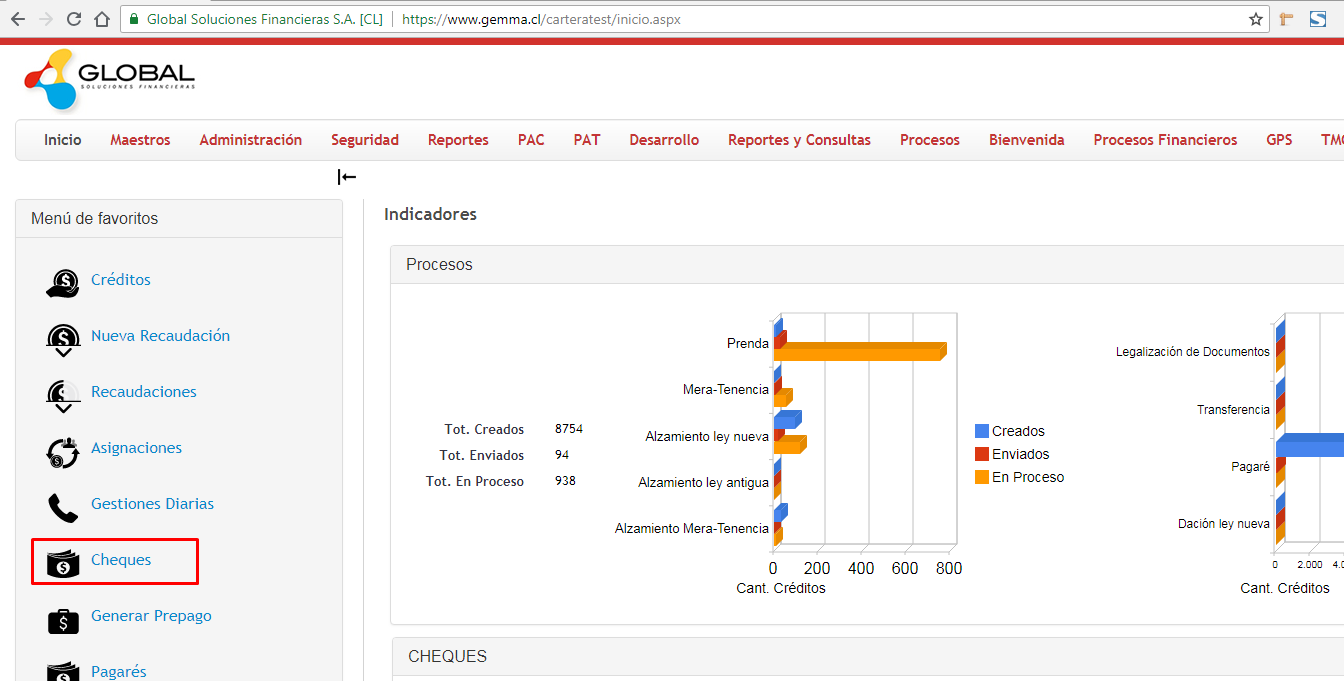 Global Soluciones Financieras S.A. [CL] https://www.gemma.cl/carteratest/inicio.aspx
GLOBAL
SOLUCIONES FINANCIERAS
Inicio Maestros Administración Seguridad Reportes PAC PAT Desarrollo Reportes y Consultas Procesos Bienvenida Procesos Financieros GPS
Menú de favoritos
Créditos
Nueva Recaudación
Recaudaciones
Asignaciones
Gestiones Diarias
Cheques
Generar Prepago
Pagarés
Indicadores
Procesos
Tot. Creados 8754
Tot. Enviados 94
Tot. En Proceso 938
Prenda
Mera-Tenencia
Alzamiento ley nueva
Alzamiento ley antigua
Alzamiento Mera-Tenencia
0 200 400 600 800
Cant. Créditos
Creados
Enviados
En Proceso
Legalización de Documentos
Transferencia
Pagaré
Dación ley nueva
0 2.000
Cant. Créditos
CHEQUES